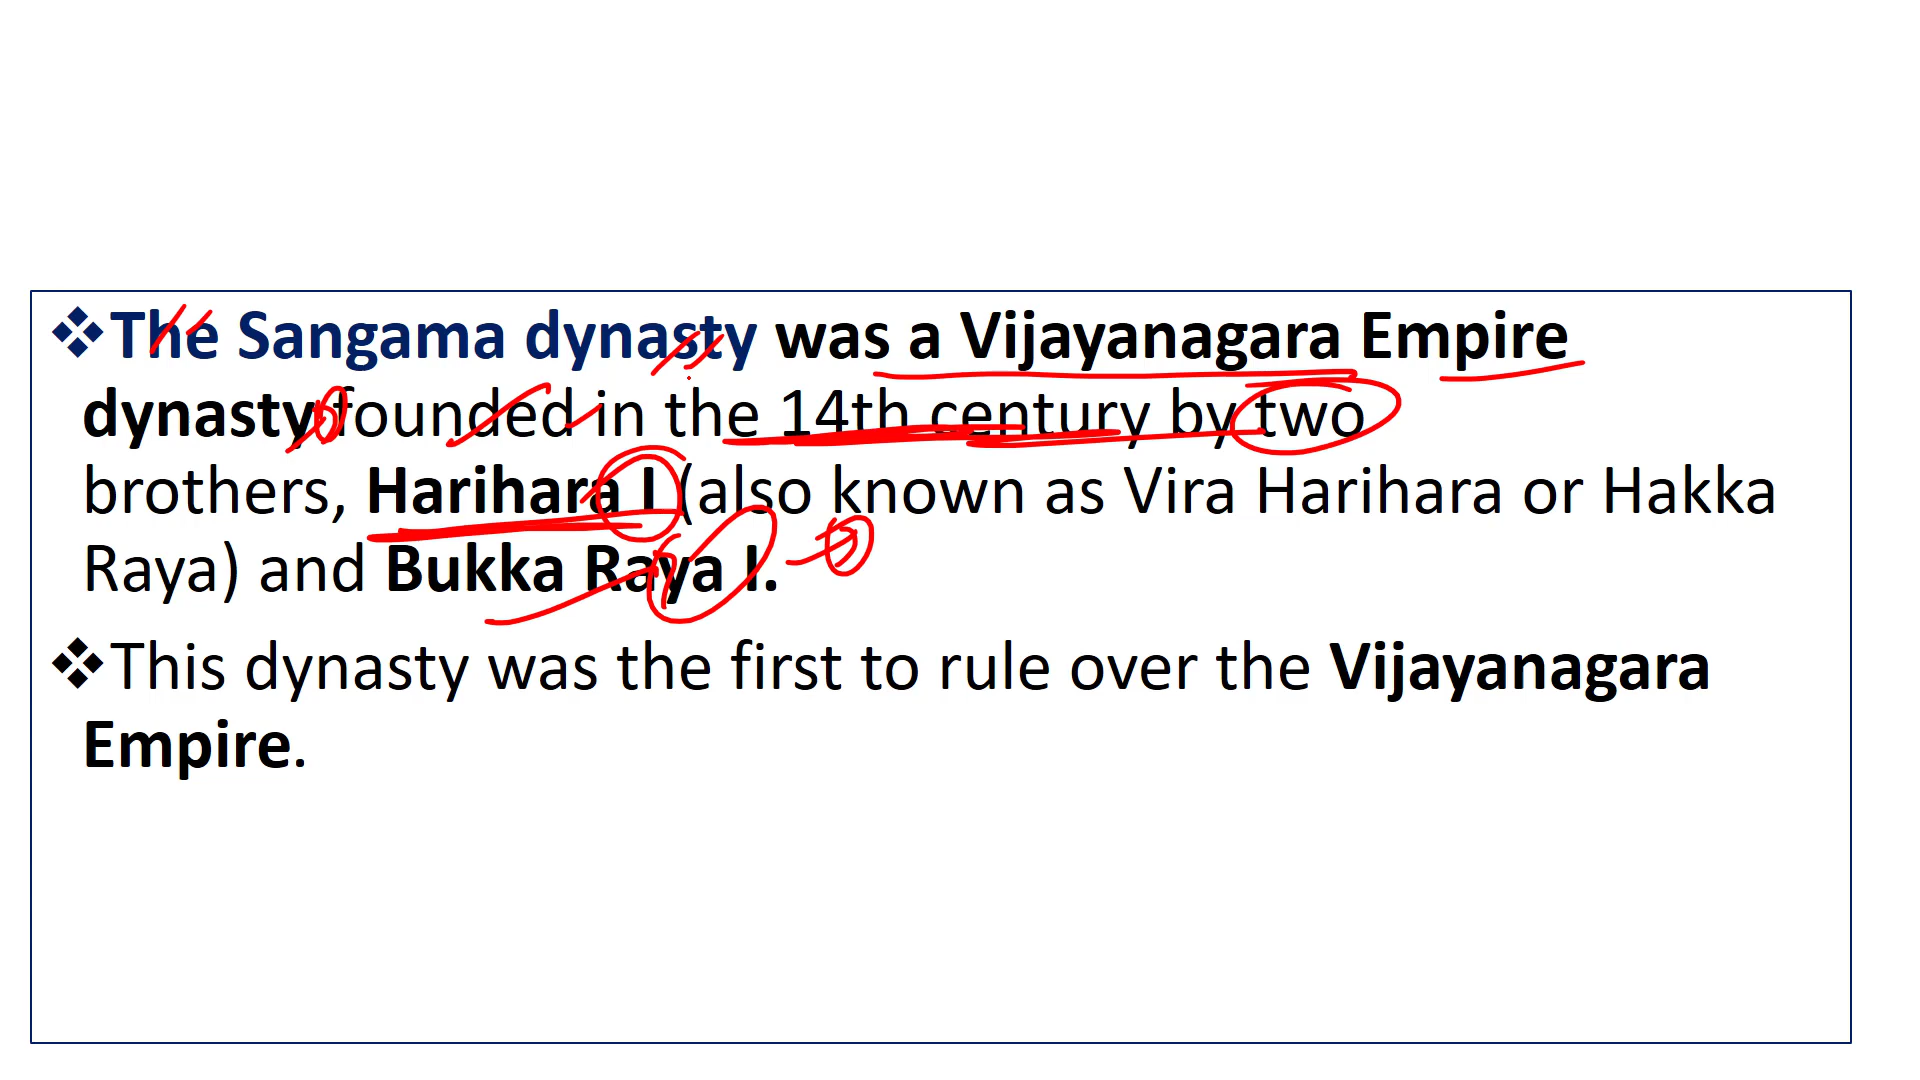 ❖The Sangama dynasty was a Vijayanagara Empire
dynasty founded in the 14th century by two
brothers, Harihara I (also known as Vira Harihara or Hakka
Raya) and Bukka Raya I.
❖This dynasty was the first to rule over the Vijayanagara
Empire.